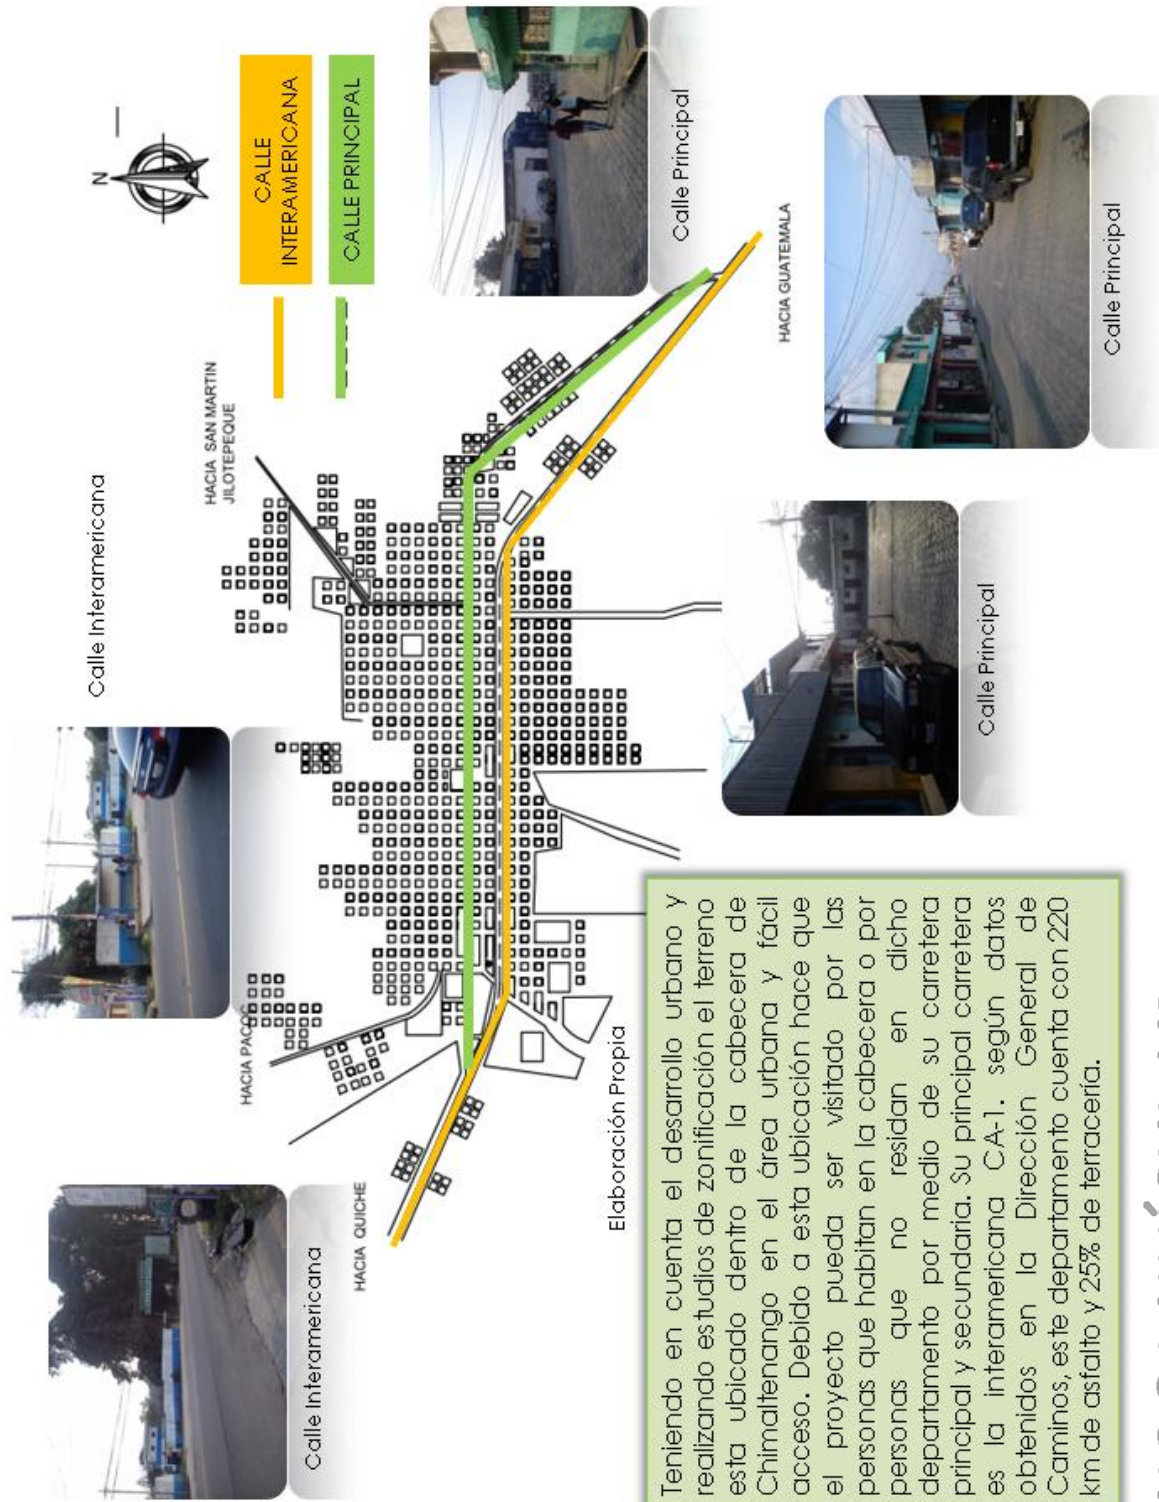 Calle Interamericana
Calle Interamericana
N
CALLE
INTERAMERICANA
CALLE PRINCIPAL
HACIA SAN MARTIN
JILOTEPEQUE
HACIA PACOC
HACIA QUICHE
HACIA GUATEMALA
Calle Principal
Calle Principal
Calle Principal
Elaboración Propia
Teniendo en cuenta el desarrollo urbano y
realizando estudios de zonificación el terreno
esta ubicado dentro de la cabecera de
Chimaltenango en el área urbana y fácil
acceso. Debido a esta ubicación hace que
el proyecto pueda ser visitado por las
personas que habitan en la cabecera o por
personas que no residan en dicho
departamento por medio de su carretera
principal y secundaria. Su principal carretera
es la interamericana CA-1. según datos
obtenidos en la Dirección General de
Caminos, este departamento cuenta con 220
km de asfalto y 25% de terracería.